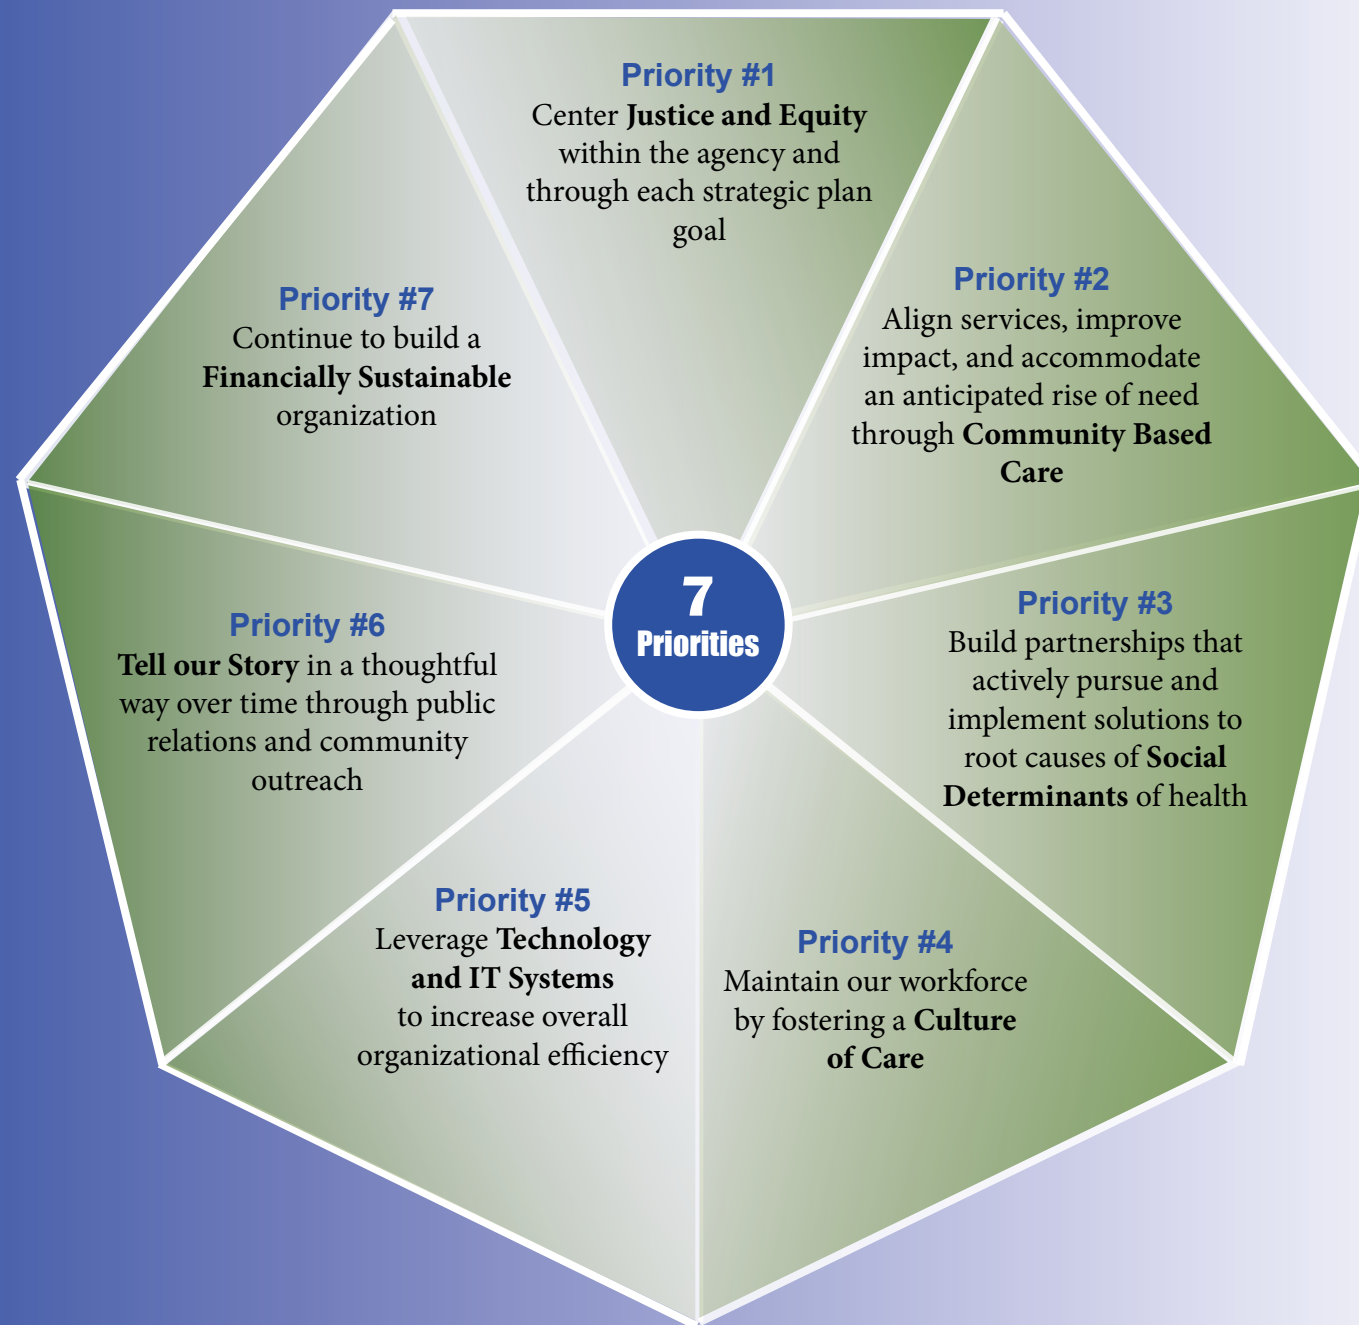 Priority #1
Center Justice and Equity
within the agency and
through each strategic plan
goal
Priority #2
Align services, improve
impact, and accommodate
an anticipated rise of need
through Community Based
Care
Priority #3
Build partnerships that
actively pursue and
implement solutions to
root causes of Social
Determinants of health
Priority #4
Maintain our workforce
by fostering a Culture
of Care
Priority #5
Leverage Technology
and IT Systems
to increase overall
organizational efficiency
Priority #6
Tell our Story in a thoughtful
way over time through public
relations and community
outreach
Priority #7
Continue to build a
Financially Sustainable
organization
7
Priorities